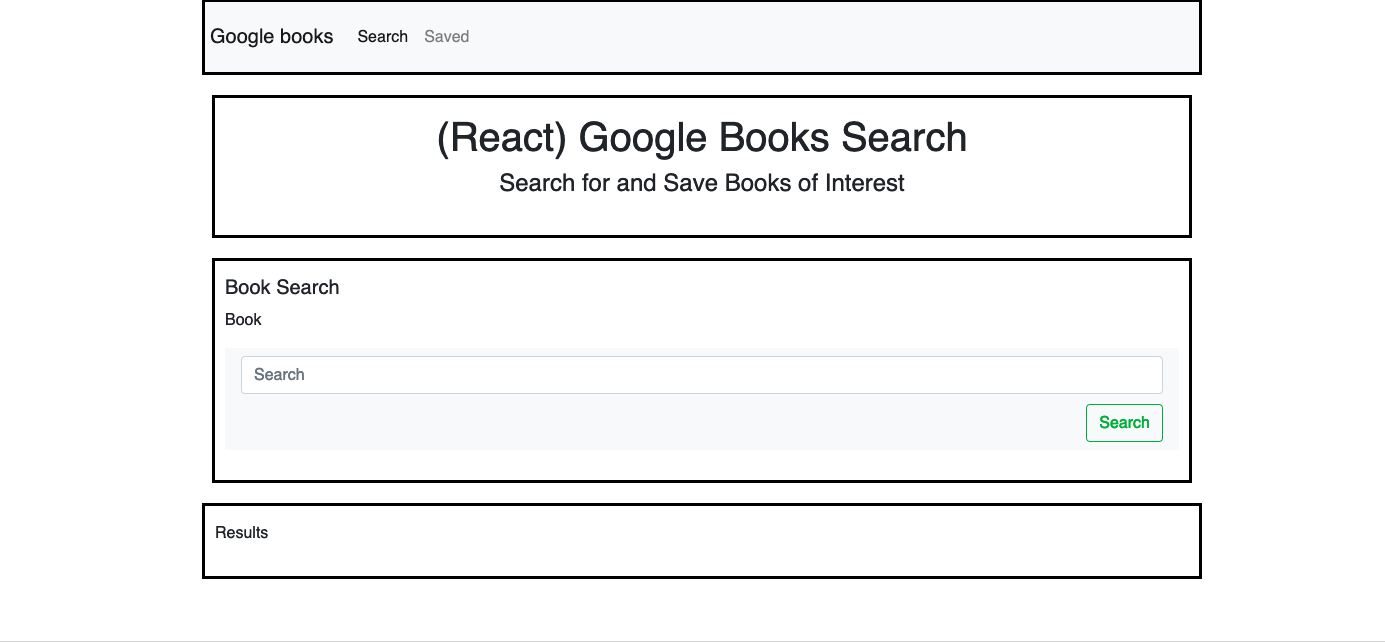 Google books Search Saved
(React) Google Books Search
Search for and Save Books of Interest
Book Search
Book
Search
Search
Results